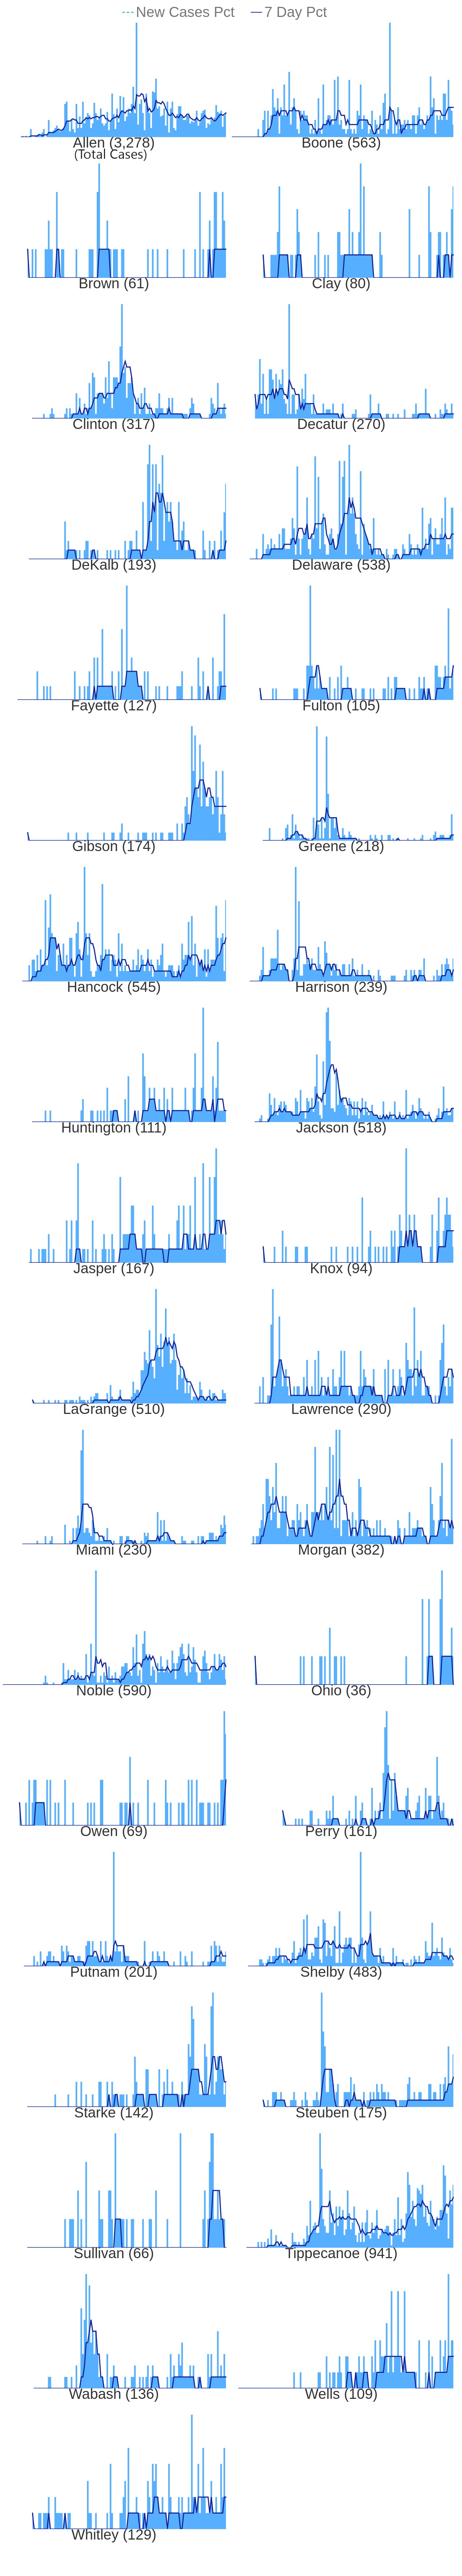 New Cases Pct 7 Day Pct
Allen (3,278) Boone (563)
(Total Cases)
Brown (61) Clay (80)
Clinton (317) Decatur (270)
DeKalb (193) Delaware (538)
Fayette (127) Fulton (105)
Gibson (174) Greene (218)
Hancock (545) Harrison (239)
Huntington (111) Jackson (518)
Jasper (167) Knox (94)
LaGrange (510) Lawrence (290)
Miami (230) Morgan (382)
Noble (590) Ohio (36)
Owen (69) Perry (161)
Putnam (201) Shelby (483)
Starke (142) Steuben (175)
Sullivan (66) Tippecanoe (941)
Wabash (136) Wells (109)
Whitley (129)